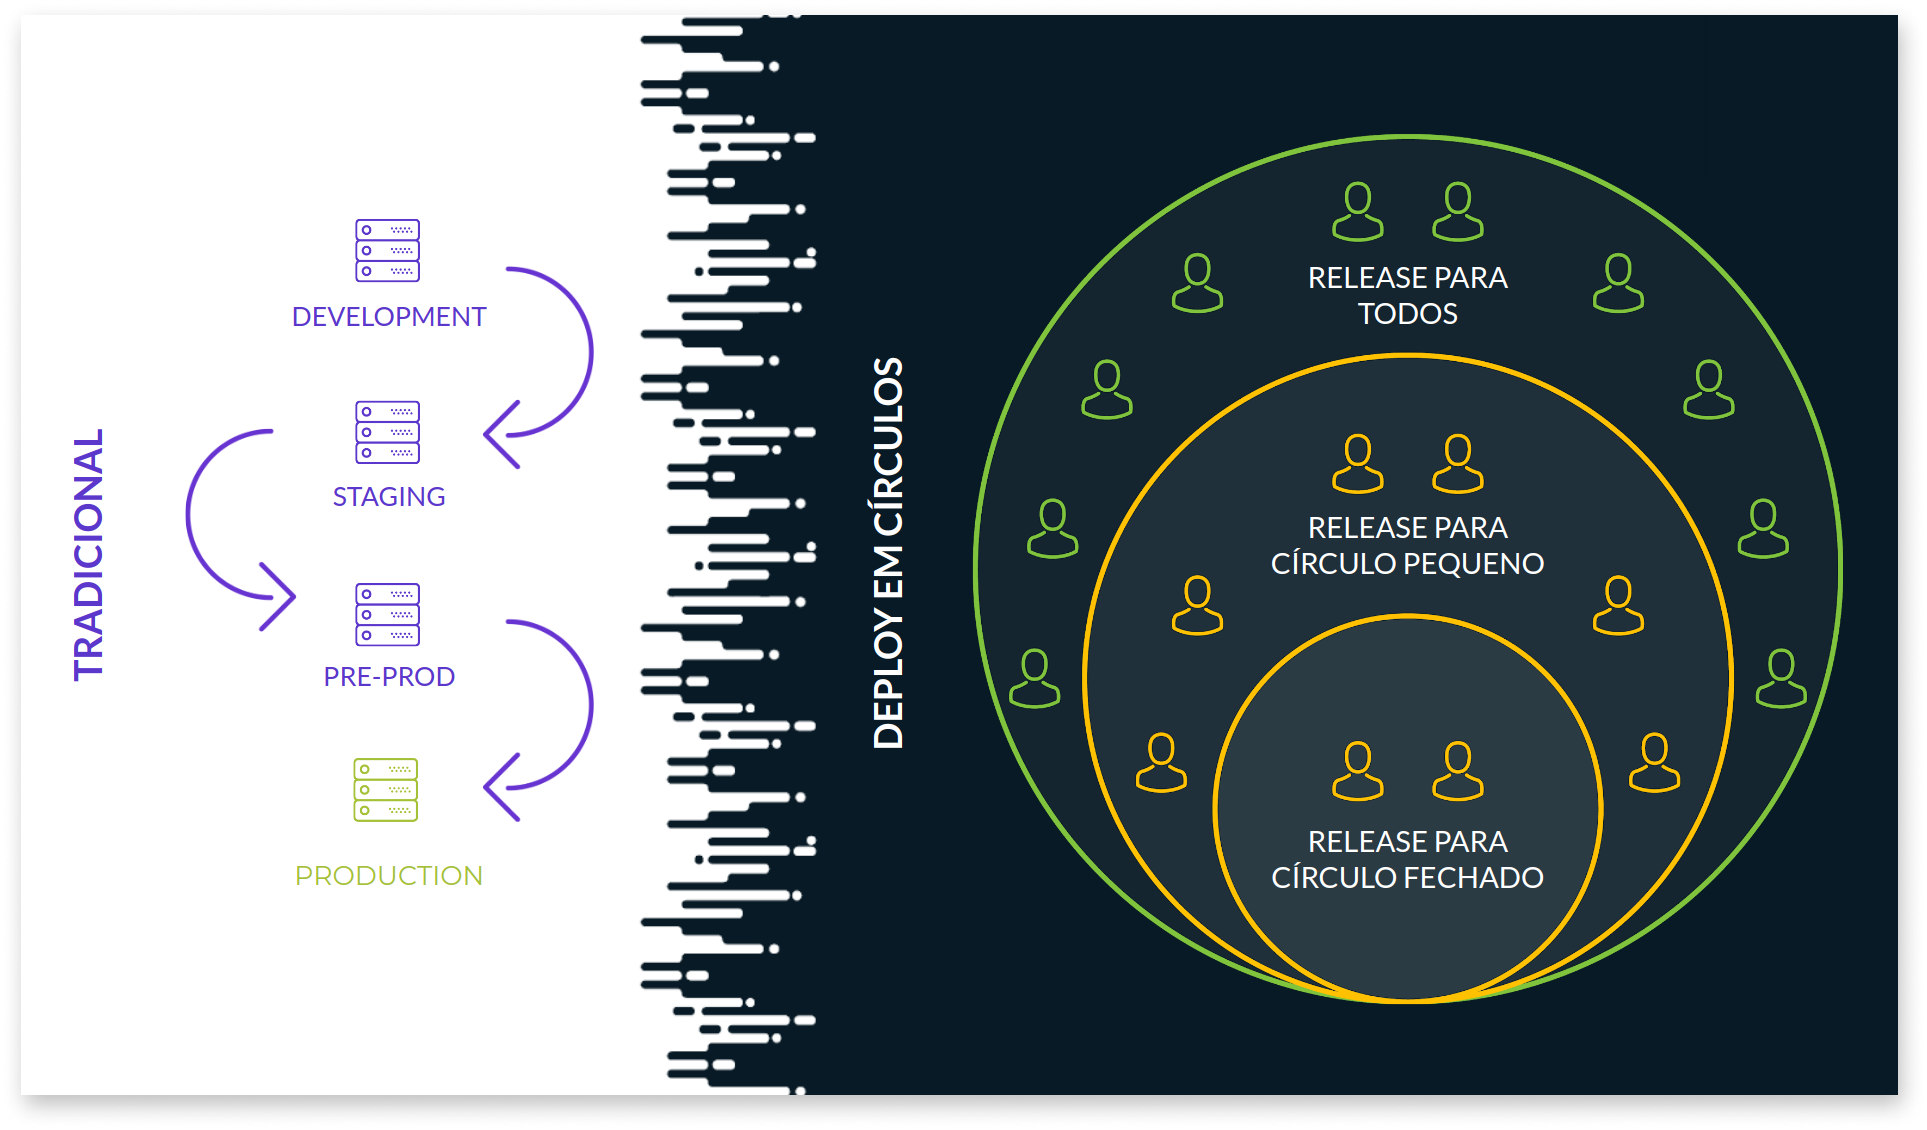 TRADICIONAL
DEVELOPMENT
STAGING
PRE-PROD
PRODUCTION
DEPLOY EM CÍRCULOS
RELEASE PARA
TODOS
RELEASE PARA
CÍRCULO PEQUENO
RELEASE PARA
CÍRCULO FECHADO